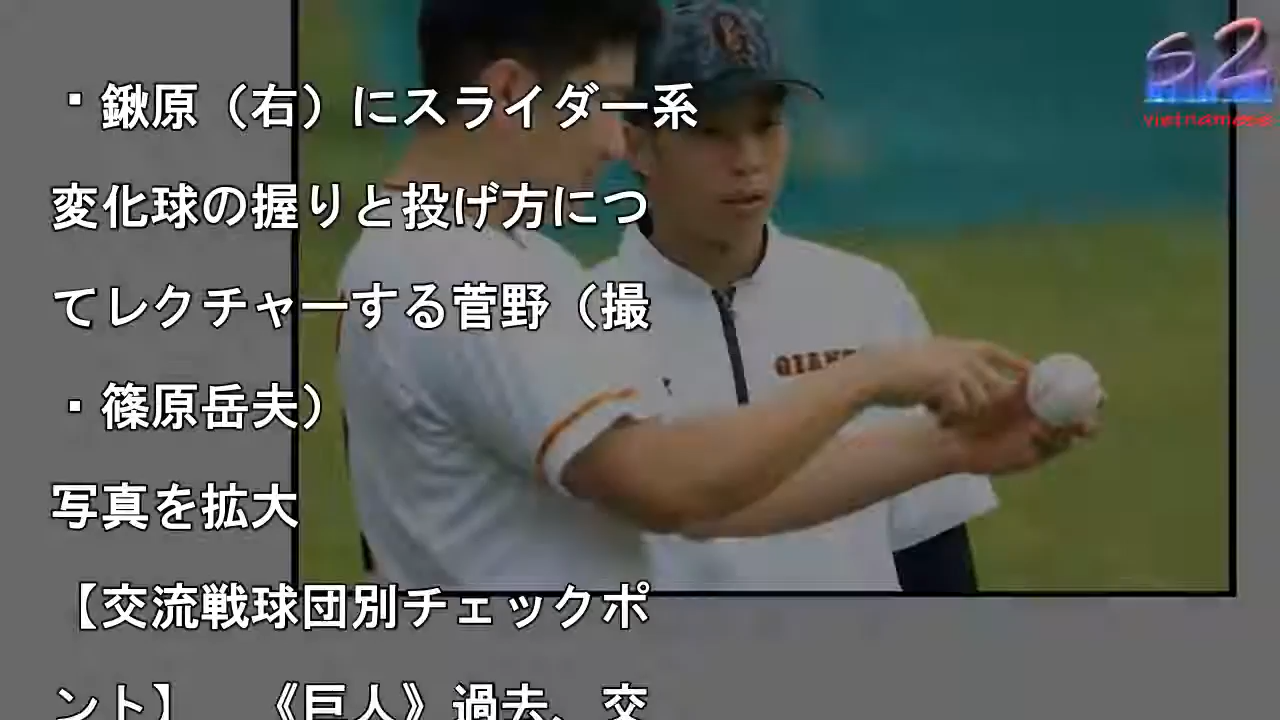 ・鍬原（右）にスライダー系
変化球の握りと投げ方につ
てレクチャーする菅野（撮
・篠原岳夫）
写真を拡大
【交流戦球団別チェックポ
ント】　《巨人》過去、交
S2
vietnamese
GIANT